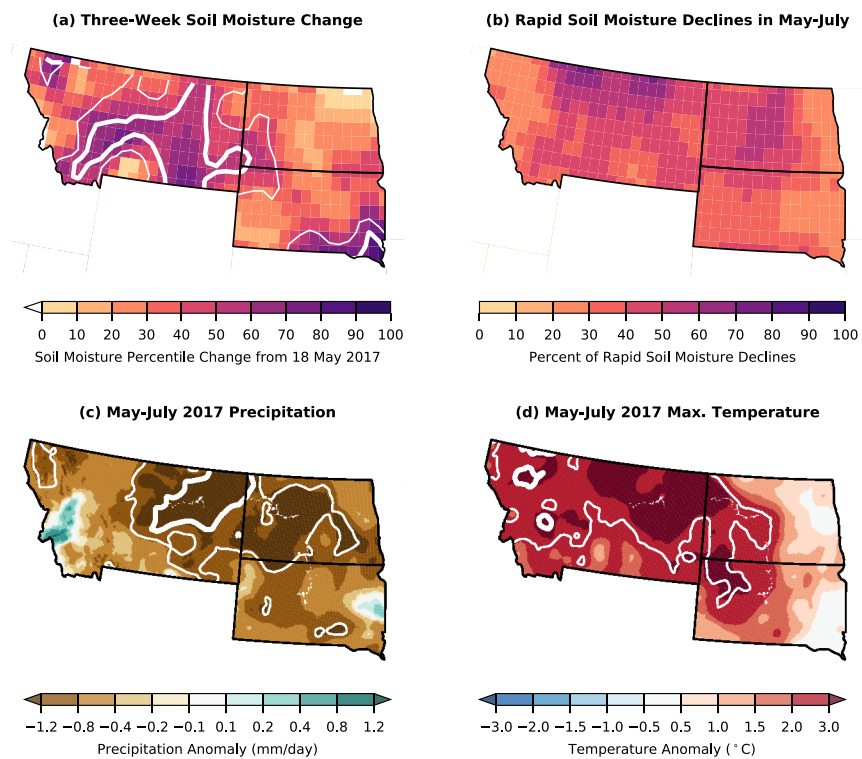 (a) Three-Week Soil Moisture Change
(b) Rapid Soil Moisture Declines in May-July
0 10 20 30 40 50 60 70 80 90 100
Soil Moisture Percentile Change from 18 May 2017
0 10 20 30 40 50 60 70 80 90 100
Percent of Rapid Soil Moisture Declines
(c) May-July 2017 Precipitation
(d) May-July 2017 Max. Temperature
−1.2 −0.8 −0.4 −0.2 −0.1 0.1 0.2 0.4 0.8 1.2
Precipitation Anomaly (mm/day)
−3.0 −2.0 −1.5 −1.0 −0.5 0.5 1.0 1.5 2.0 3.0
Temperature Anomaly (°C)